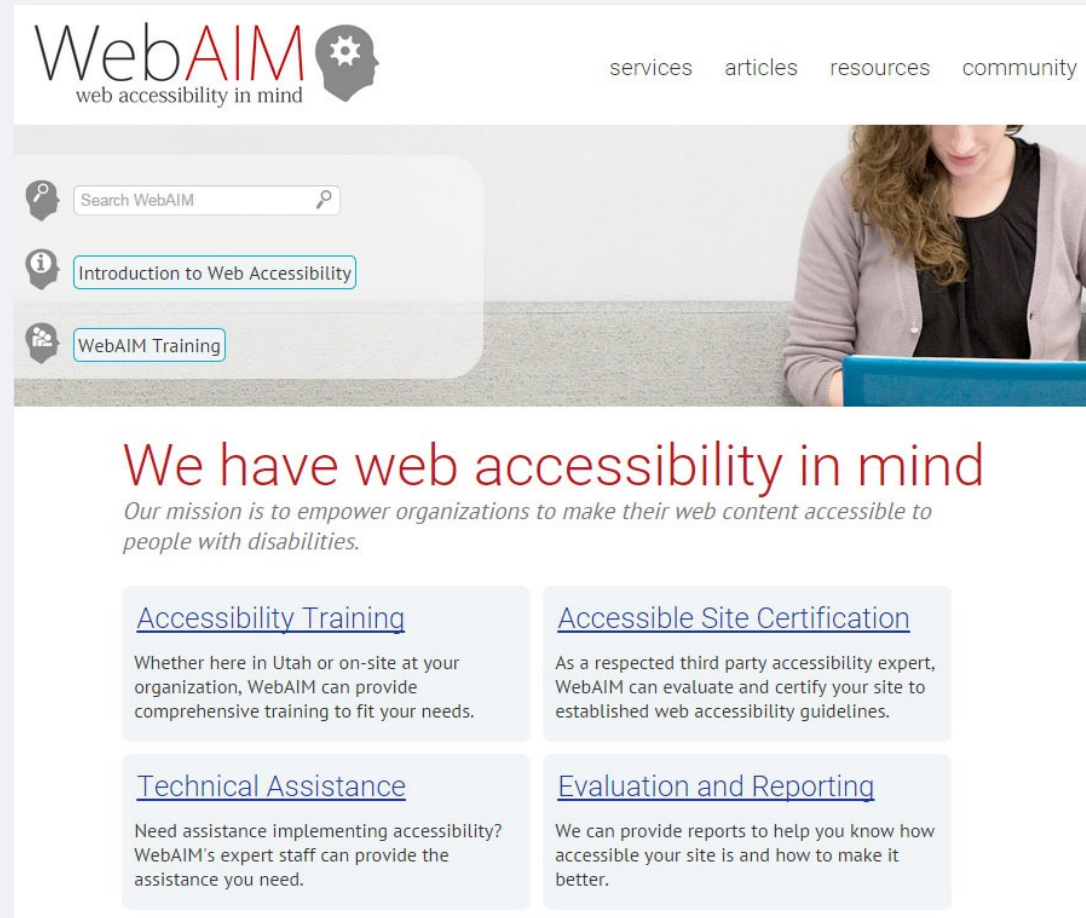 WebAIM
web accessibility in mind
services articles resources community
Search WebAIM
Introduction to Web Accessibility
WebAIM Training
We have web accessibility in mind
Our mission is to empower organizations to make their web content accessible to
people with disabilities.
Accessibility Training
Whether here in Utah or on-site at your
organization, WebAIM can provide
comprehensive training to fit your needs.
Accessible Site Certification
As a respected third party accessibility expert,
WebAIM can evaluate and certify your site to
established web accessibility guidelines.
Technical Assistance
Need assistance implementing accessibility?
WebAIM's expert staff can provide the
assistance you need.
Evaluation and Reporting
We can provide reports to help you know how
accessible your site is and how to make it
better.